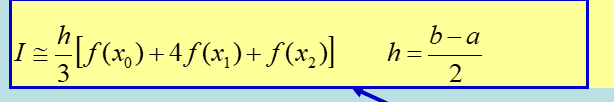 I ≅ h/3 [f(x₀) + 4f(x₁) + f(x₂)]    h = (b − a)/2